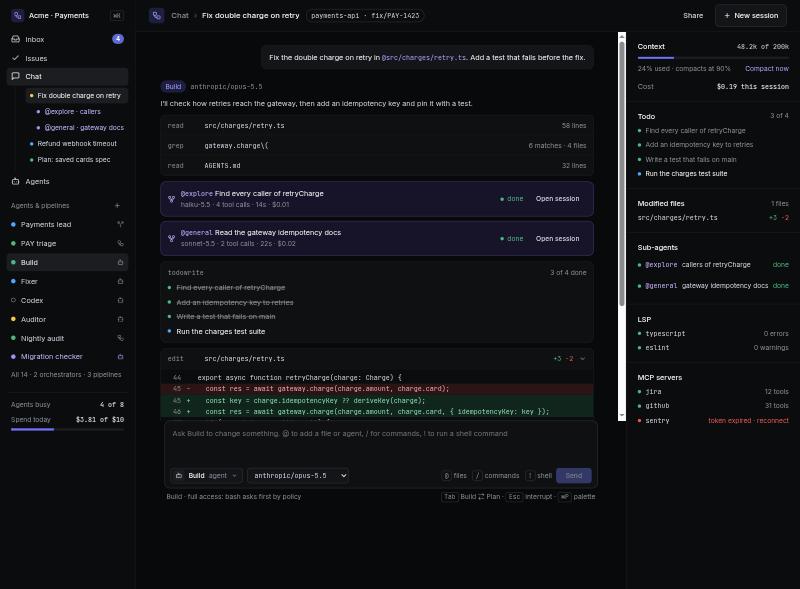 Acme · Payments
⌘K
Inbox
4
Issues
Chat
Fix double charge on retry
@explore · callers
@general · gateway docs
Refund webhook timeout
Plan: saved cards spec
Agents
Agents & pipelines
+
Payments lead
PAY triage
Build
Fixer
Codex
Auditor
Nightly audit
Migration checker
All 14 · 2 orchestrators · 3 pipelines
Agents busy
4 of 8
Spend today
$3.81 of $10
Chat › Fix double charge on retry
payments-api · fix/PAY-1423
Share
+ New session
Fix the double charge on retry in @src/charges/retry.ts. Add a test that fails before the fix.
Build anthropic/opus-5.5
I'll check how retries reach the gateway, then add an idempotency key and pin it with a test.
read src/charges/retry.ts 58 lines
grep gateway.charge\( 6 matches · 4 files
read AGENTS.md 32 lines
@explore Find every caller of retryCharge
haiku-5.5 · 4 tool calls · 14s · $0.01
done Open session
@general Read the gateway idempotency docs
sonnet-5.5 · 2 tool calls · 22s · $0.02
done Open session
todowrite 3 of 4 done
Find every caller of retryCharge
Add an idempotency key to retries
Write a test that fails on main
Run the charges test suite
edit src/charges/retry.ts +3 -2
44 export async function retryCharge(charge: Charge) {
45 - const res = await gateway.charge(charge.amount, charge.card);
45 + const key = charge.idempotencyKey ?? deriveKey(charge);
46 + const res = await gateway.charge(charge.amount, charge.card, { idempotencyKey: key });
Ask Build to change something. @ to add a file or agent, / for commands, ! to run a shell command
Build agent
anthropic/opus-5.5
@ files / commands ! shell
Send
Build · full access: bash asks first by policy
Tab Build ⇄ Plan · Esc interrupt · ⌘P palette
Context 48.2k of 200k
24% used · compacts at 90% Compact now
Cost $0.19 this session
Todo 3 of 4
Find every caller of retryCharge
Add an idempotency key to retries
Write a test that fails on main
Run the charges test suite
Modified files 1 files
src/charges/retry.ts +3 -2
Sub-agents
@explore callers of retryCharge done
@general gateway idempotency docs done
LSP
typescript 0 errors
eslint 0 warnings
MCP servers
jira 12 tools
github 31 tools
sentry token expired · reconnect